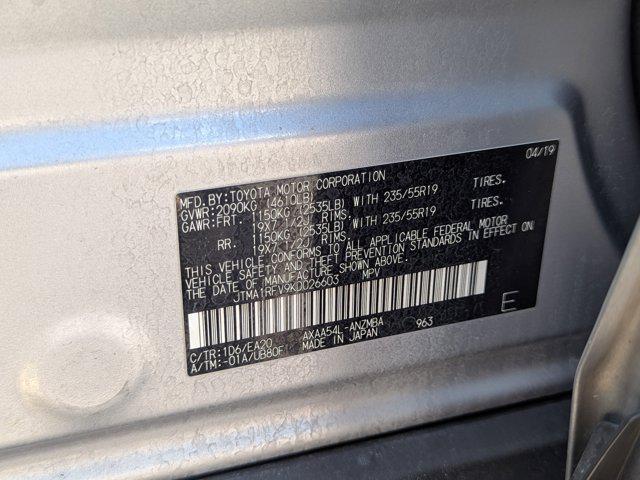 MFD.BY:TOYOTA MOTOR CORPORATION 04/19
GVWR:2090KG (4610LB)
GAWR:FRT 1150KG (2535LB) WITH 235/55R19 TIRES.
19X7 1/2J RIMS.
RR. 1150KG (2535LB) WITH 235/55R19 TIRES.
19X7 1/2J RIMS.
THIS VEHICLE CONFORMS TO ALL APPLICABLE FEDERAL MOTOR
VEHICLE SAFETY AND THEFT PREVENTION STANDARDS IN EFFECT ON
THE DATE OF MANUFACTURE SHOWN ABOVE.
JTMA1RFV9KD026603 MPV
E
C/TR:1D6/EA20 AXAA54L-ANZMBA 963
A/TM:-01A/UB80F MADE IN JAPAN